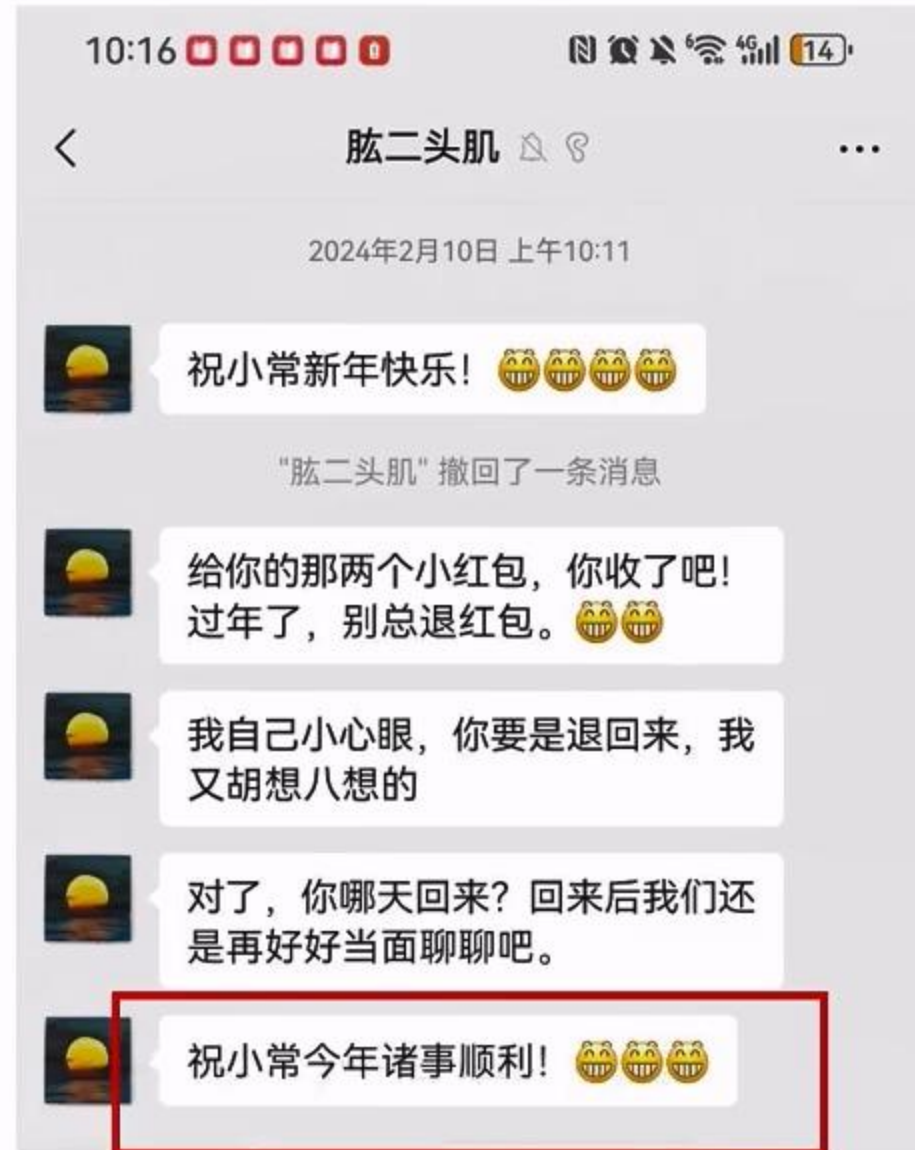 10:16
6 4G 14
肱二头肌
2024年2月10日 上午10:11
祝小常新年快乐！
"肱二头肌" 撤回了一条消息
给你的那两个小红包，你收了吧！
过年了，别总退红包。
我自己小心眼，你要是退回来，我
又胡想八想的
对了，你哪天回来？回来后我们还
是再好好当面聊聊吧。
祝小常今年诸事顺利！